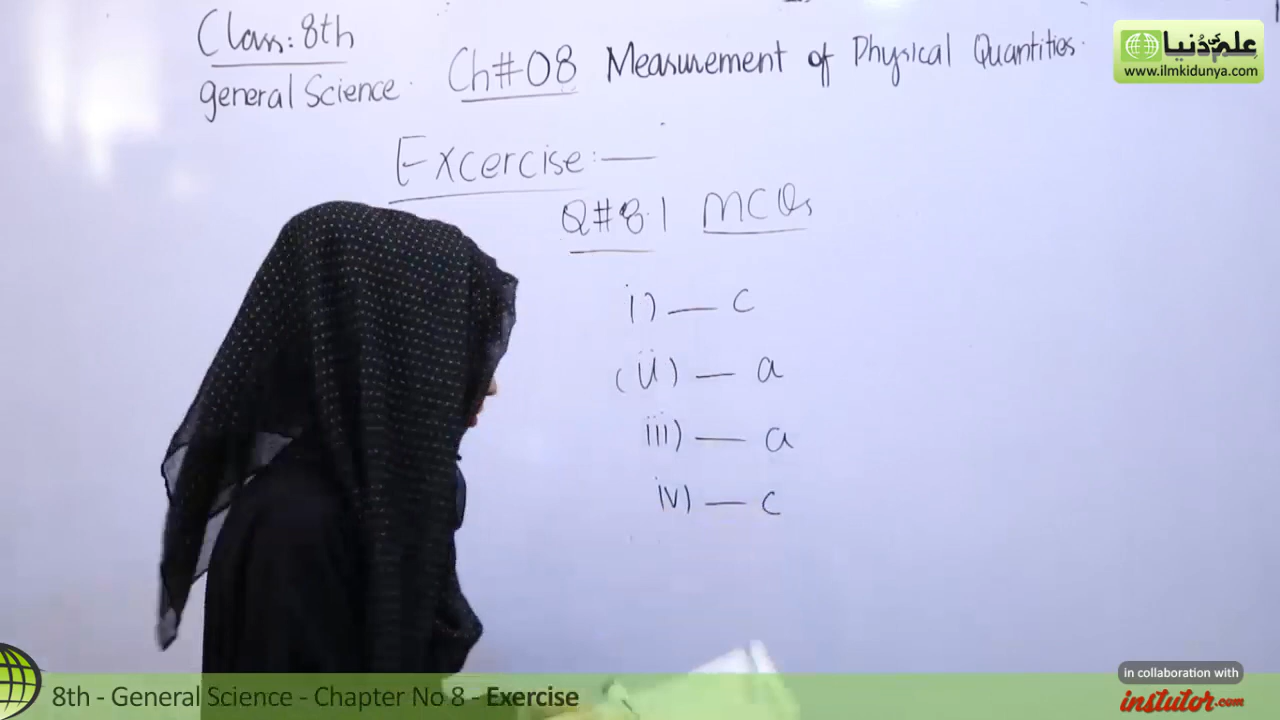 Class: 8th
general Science.
Ch#08 Measurement of Physical Quantities.
Excercise:—
Q#8.1 MCQs
i) — c
(ii) — a
iii) — a
iv) — c
علم کی دنیا
www.ilmkidunya.com
8th - General Science - Chapter No 8 - Exercise
in collaboration with
instutor.com